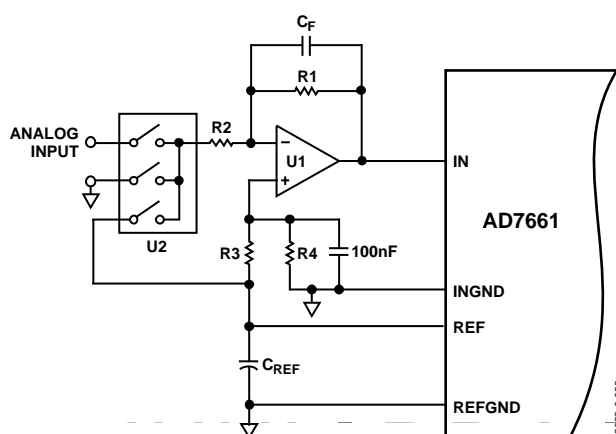 CF
R1
ANALOG
INPUT
R2
−
U1
+
IN
AD7661
U2
R3
R4
100nF
INGND
REF
CREF
REFGND